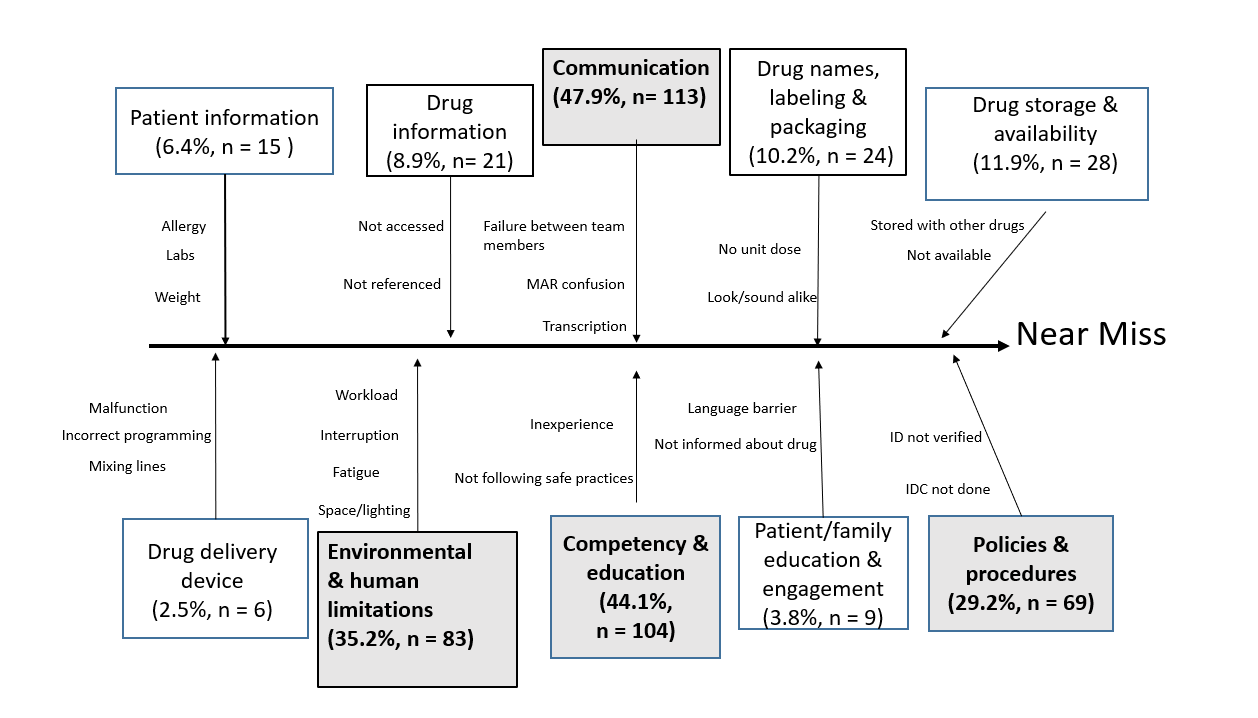 Patient information
(6.4%, n = 15 )
Drug
information
(8.9%, n= 21)
Communication
(47.9%, n= 113)
Drug names,
labeling &
packaging
(10.2%, n = 24)
Drug storage &
availability
(11.9%, n = 28)
Allergy
Labs
Weight
Not accessed
Not referenced
Failure between team
members
MAR confusion
Transcription
No unit dose
Look/sound alike
Stored with other drugs
Not available
Near Miss
Malfunction
Incorrect programming
Mixing lines
Workload
Interruption
Fatigue
Space/lighting
Inexperience
Not following safe practices
Language barrier
Not informed about drug
ID not verified
IDC not done
Drug delivery
device
(2.5%, n = 6)
Environmental
& human
limitations
(35.2%, n = 83)
Competency &
education
(44.1%,
n = 104)
Patient/family
education &
engagement
(3.8%, n = 9)
Policies &
procedures
(29.2%, n = 69)